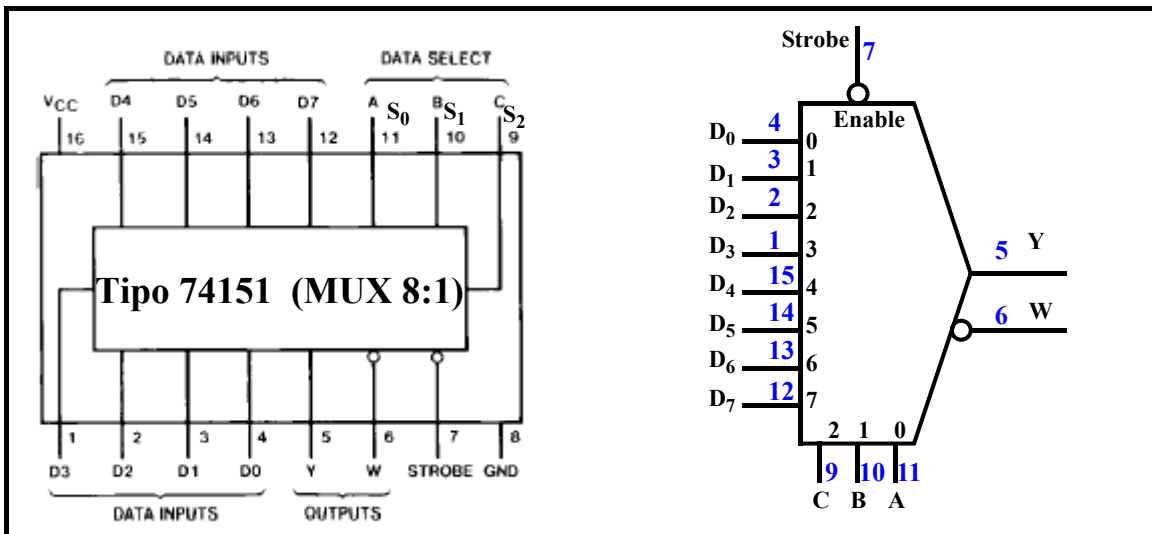 DATA INPUTS DATA SELECT
VCC D4 D5 D6 D7 A S0 B S1 C S2
16 15 14 13 12 11 10 9
Tipo 74151 (MUX 8:1)
1 2 3 4 5 6 7 8
D3 D2 D1 D0 Y W STROBE GND
DATA INPUTS OUTPUTS
Strobe 7
Enable
D0 4 0
D1 3 1
D2 2 2
D3 1 3
D4 15 4
D5 14 5
D6 13 6
D7 12 7
5 Y
6 W
2 1 0
9 10 11
C B A